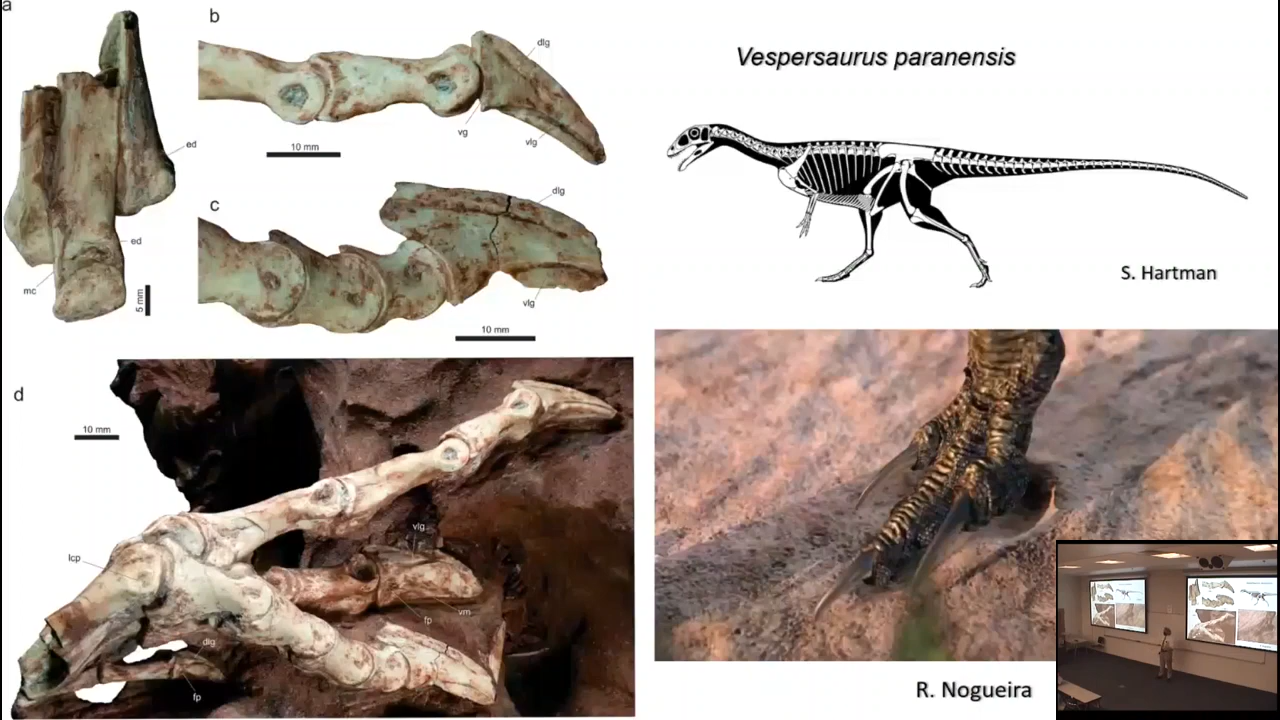 a
b
dlg
vg
vlg
10 mm
ed
ed
mc
5 mm
c
dlg
vlg
10 mm
d
10 mm
lcp
vlg
vm
fp
dlg
fp
Vespersaurus paranensis
S. Hartman
R. Nogueira